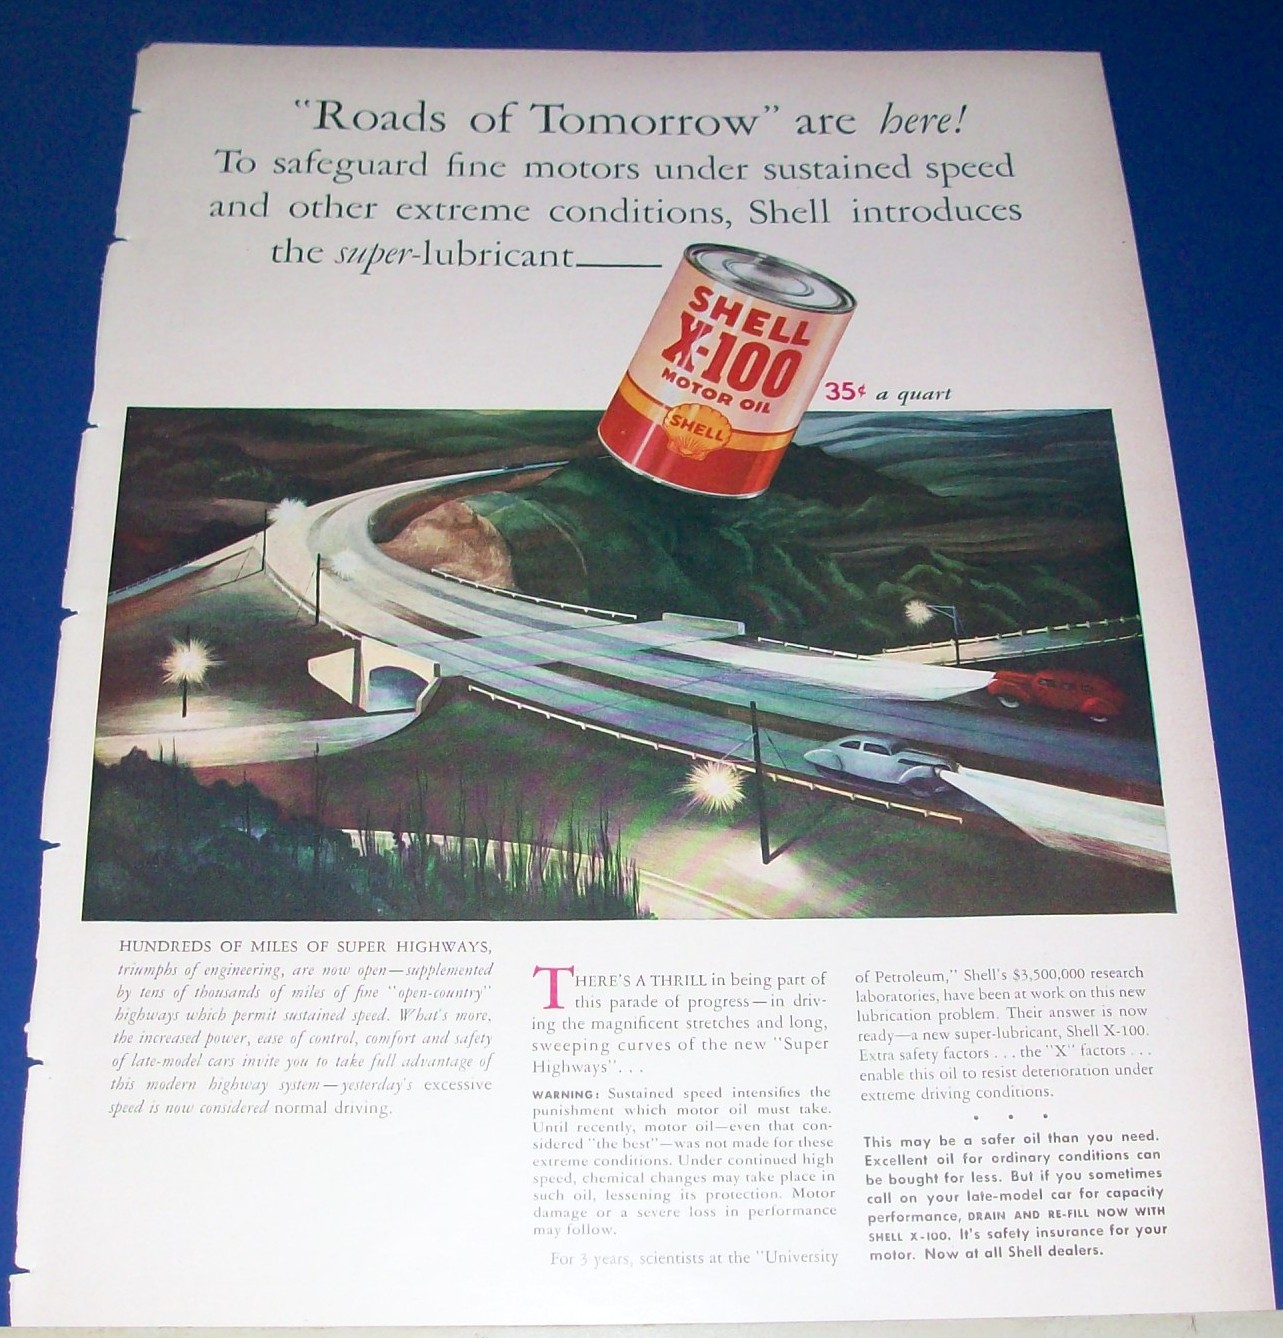 "Roads of Tomorrow" are here!
To safeguard fine motors under sustained speed
and other extreme conditions, Shell introduces
the super-lubricant
SHELL
X-100
MOTOR OIL
SHELL
35¢ a quart
HUNDREDS OF MILES OF SUPER HIGHWAYS,
triumphs of engineering, are now open—supplemented
by tens of thousands of miles of fine "open-country"
highways which permit sustained speed. What's more,
the increased power, ease of control, comfort and safety
of late-model cars invite you to take full advantage of
this modern highway system—yesterday's excessive
speed is now considered normal driving.
THERE'S A THRILL in being part of
this parade of progress—in driv-
ing the magnificent stretches and long,
sweeping curves of the new "Super
Highways" . . .
WARNING: Sustained speed intensifies the
punishment which motor oil must take.
Until recently, motor oil—even that con-
sidered "the best"—was not made for these
extreme conditions. Under continued high
speed, chemical changes may take place in
such oil, lessening its protection. Motor
damage or a severe loss in performance
may follow.
For 3 years, scientists at the "University
of Petroleum," Shell's $3,500,000 research
laboratories, have been at work on this new
lubrication problem. Their answer is now
ready—a new super-lubricant, Shell X-100.
Extra safety factors . . . the "X" factors . . .
enable this oil to resist deterioration under
extreme driving conditions.
• • •
This may be a safer oil than you need.
Excellent oil for ordinary conditions can
be bought for less. But if you sometimes
call on your late-model car for capacity
performance, DRAIN AND RE-FILL NOW WITH
SHELL X-100. It's safety insurance for your
motor. Now at all Shell dealers.